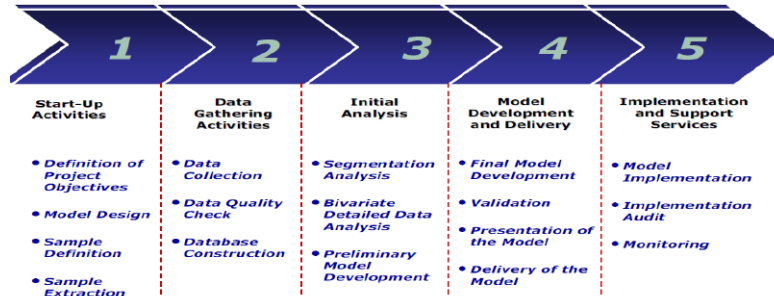 1
2
3
4
5
Start-Up
Activities
• Definition of
Project
Objectives
• Model Design
• Sample
Definition
• Sample
Extraction
Data
Gathering
Activities
• Data
Collection
• Data Quality
Check
• Database
Construction
Initial
Analysis
• Segmentation
Analysis
• Bivariate
Detailed Data
Analysis
• Preliminary
Model
Development
Model
Development
and Delivery
• Final Model
Development
• Validation
• Presentation of
the Model
• Delivery of the
Model
Implementation
and Support
Services
• Model
Implementation
• Implementation
Audit
• Monitoring